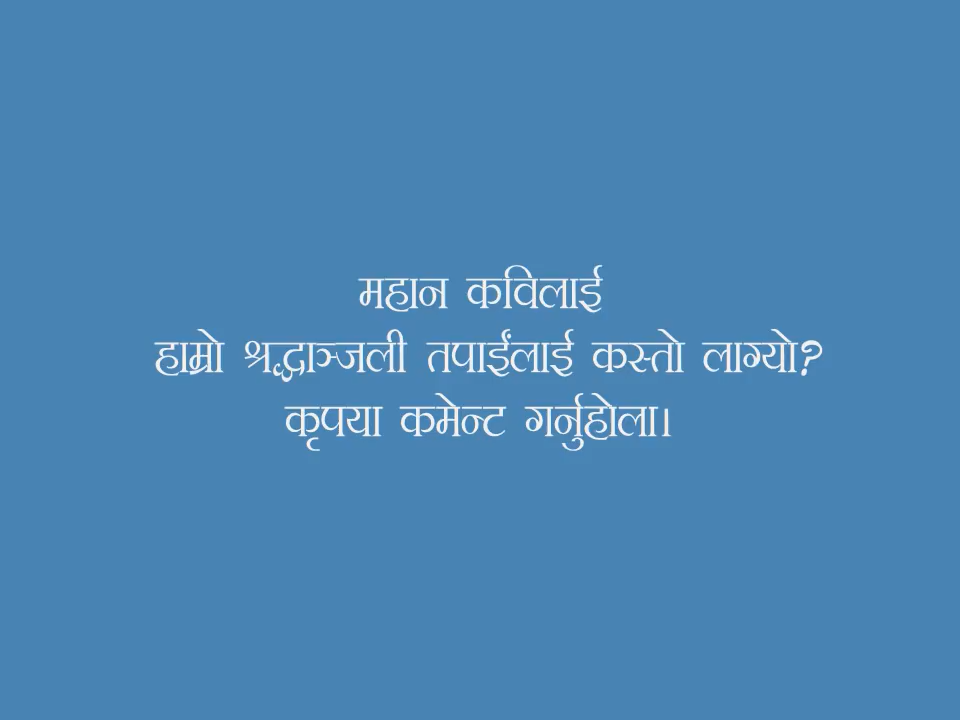 महान कविलाई
हाम्रो श्रद्धाञ्जली तपाईंलाई कस्तो लाग्यो?
कृपया कमेन्ट गर्नुहोला।